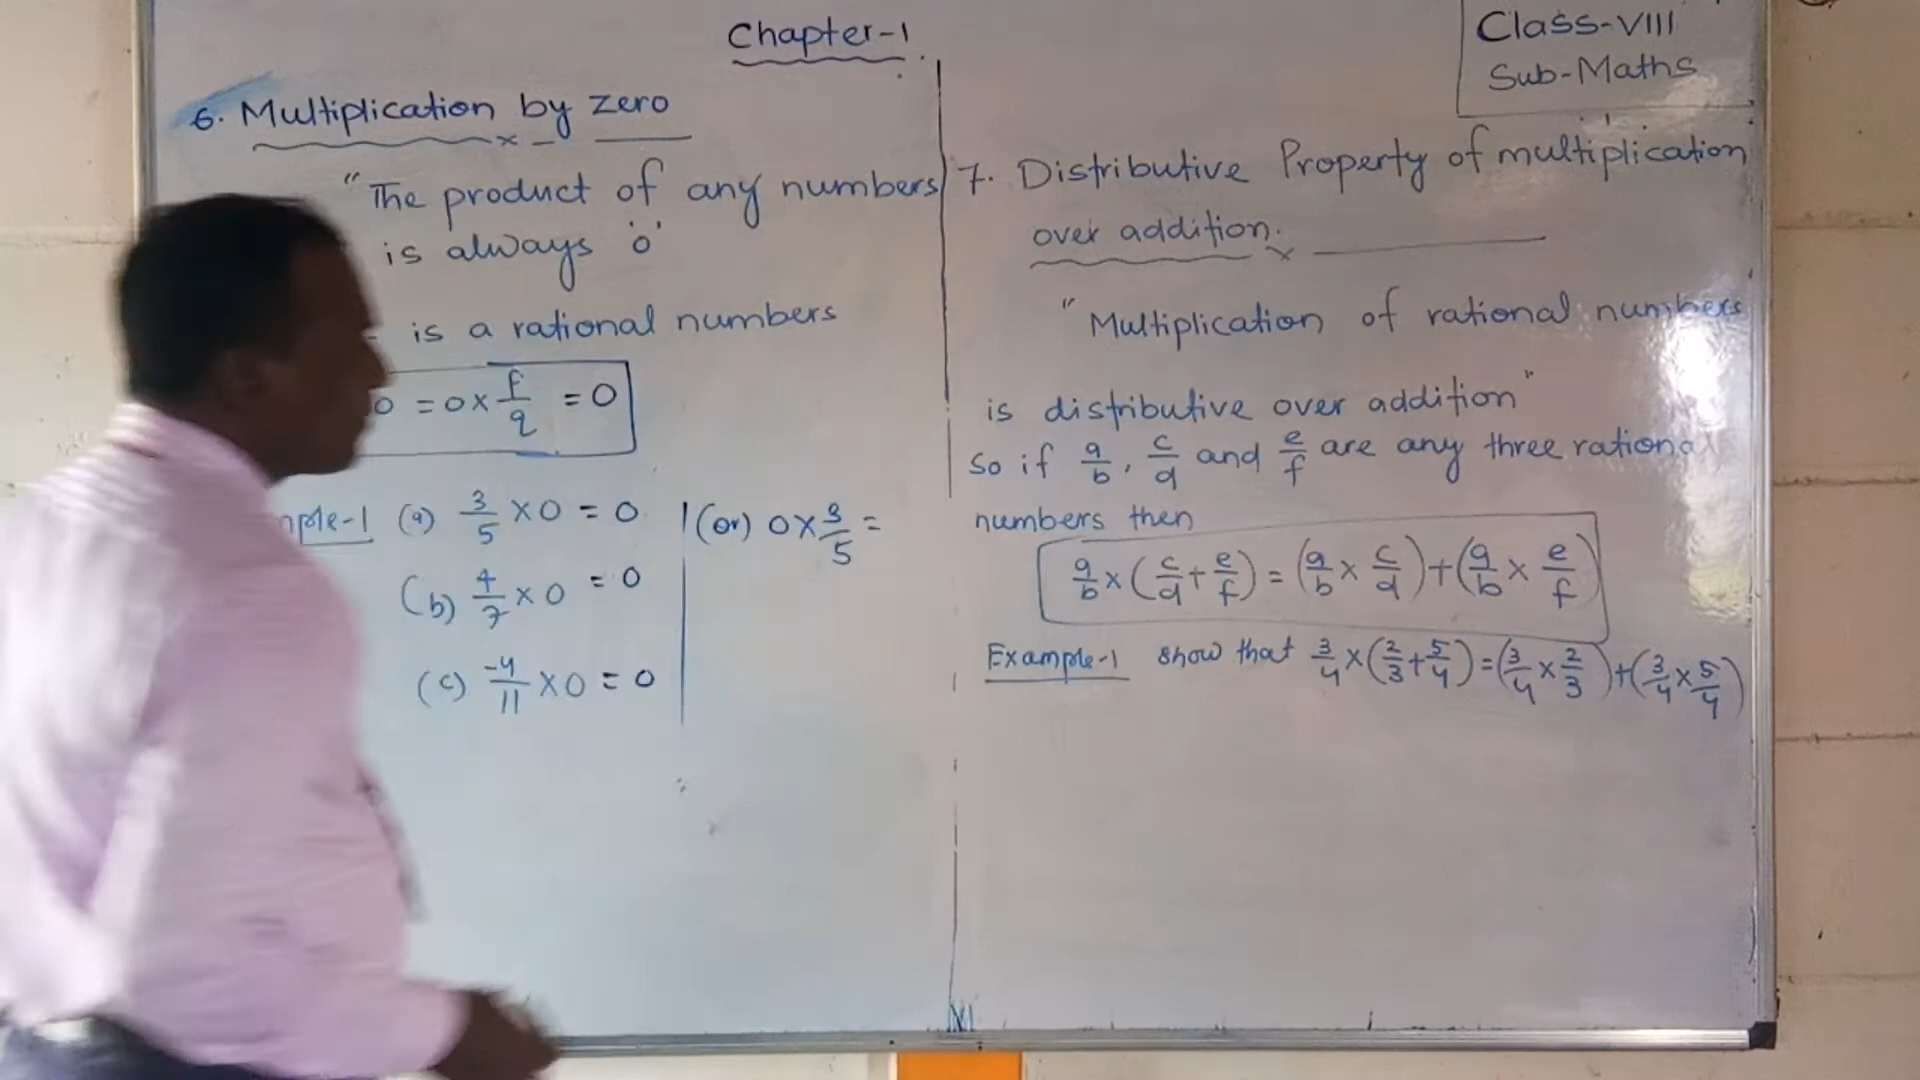 Chapter-1
Class-VIII
Sub-Maths
6. Multiplication by zero
"The product of any numbers
is always '0'
is a rational numbers
0 = 0 × p/q = 0
(a) 3/5 × 0 = 0 (or) 0 × 3/5 =
(b) 4/7 × 0 = 0
(c) -4/11 × 0 = 0
7. Distributive Property of multiplication
over addition.
"Multiplication of rational numbers
is distributive over addition"
So if a/b, c/d and e/f are any three rational
numbers then
a/b × (c/d + e/f) = (a/b × c/d) + (a/b × e/f)
Example-1 show that 3/4 × (2/3 + 5/4) = (3/4 × 2/3) + (3/4 × 5/4)